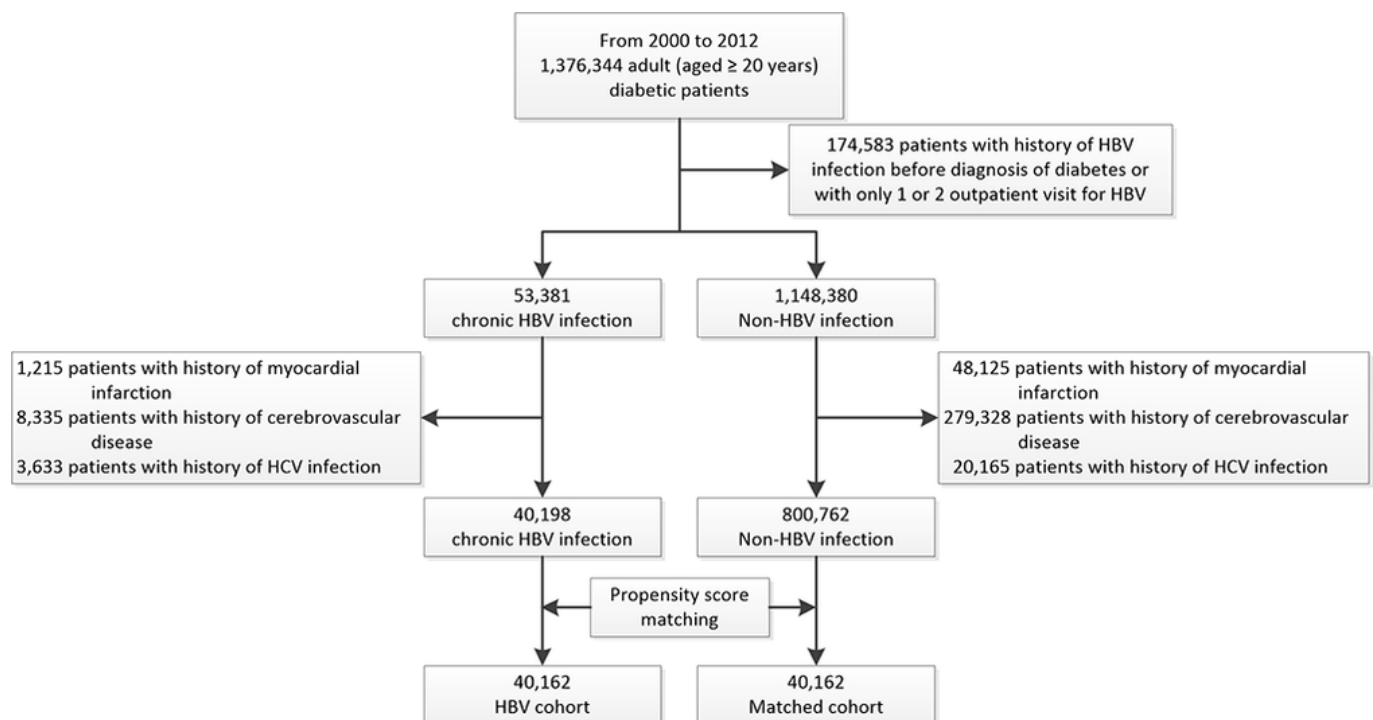 From 2000 to 2012
1,376,344 adult (aged ≥ 20 years)
diabetic patients
174,583 patients with history of HBV
infection before diagnosis of diabetes or
with only 1 or 2 outpatient visit for HBV
53,381
chronic HBV infection
1,148,380
Non-HBV infection
1,215 patients with history of myocardial
infarction
8,335 patients with history of cerebrovascular
disease
3,633 patients with history of HCV infection
48,125 patients with history of myocardial
infarction
279,328 patients with history of cerebrovascular
disease
20,165 patients with history of HCV infection
40,198
chronic HBV infection
800,762
Non-HBV infection
Propensity score
matching
40,162
HBV cohort
40,162
Matched cohort